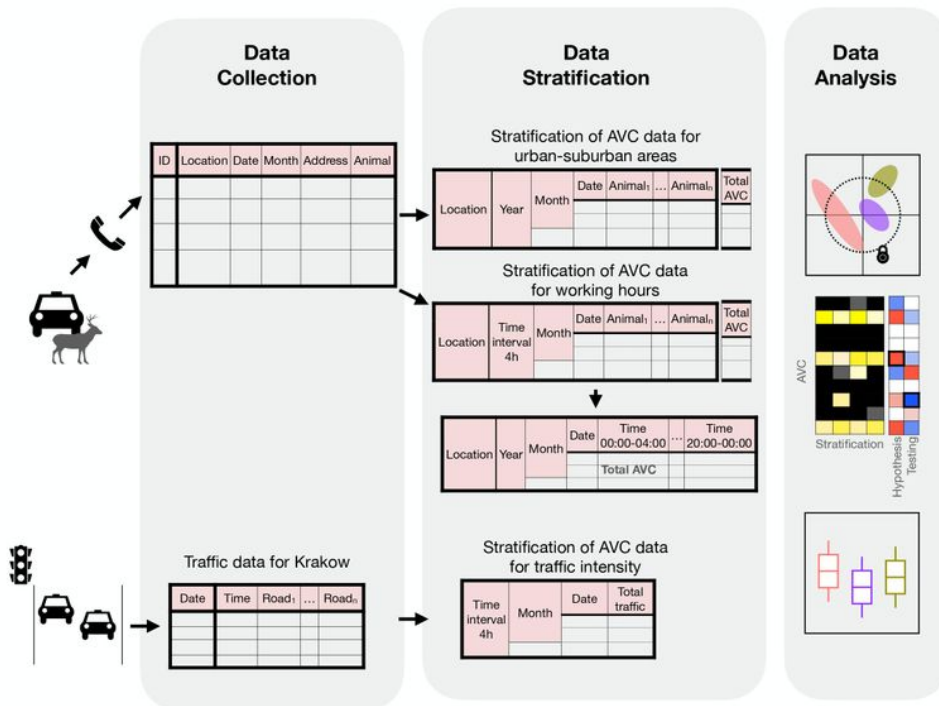 Data
Collection
Data
Stratification
Data
Analysis
ID Location Date Month Address Animal
Stratification of AVC data for
urban-suburban areas
Location Year Month Date Animal₁ ... Animalₙ Total
AVC
Stratification of AVC data
for working hours
Location Time
interval
4h Month Date Animal₁ ... Animalₙ Total
AVC
Location Year Month Date Time
00:00-04:00 ... Time
20:00-00:00
Total AVC
Traffic data for Krakow
Date Time Road₁ ... Roadₙ
Stratification of AVC data
for traffic intensity
Time
interval
4h Month Date Total
traffic
AVC
Stratification
Hypothesis
Testing